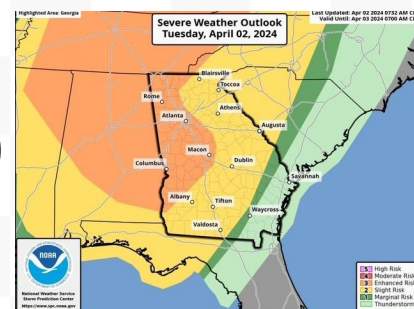 Highlighted Area: Georgia
Severe Weather Outlook
Tuesday, April 02, 2024
Last Updated: Apr 02 2024 0732 AM
Valid Until: Apr 03 2024 0700 AM
Blairsville
Toccoa
Rome
Athens
Atlanta
Augusta
Macon
Columbus
Dublin
Savannah
Albany
Tifton
Waycross
Valdosta
NOAA
National Weather Service
Storm Prediction Center
https://www.spc.noaa.gov
5 High Risk
4 Moderate Risk
3 Enhanced Risk
2 Slight Risk
1 Marginal Risk
Thunderstorm